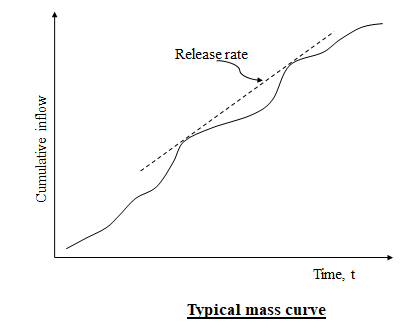 Release rate
Cumulative inflow
Time, t
Typical mass curve